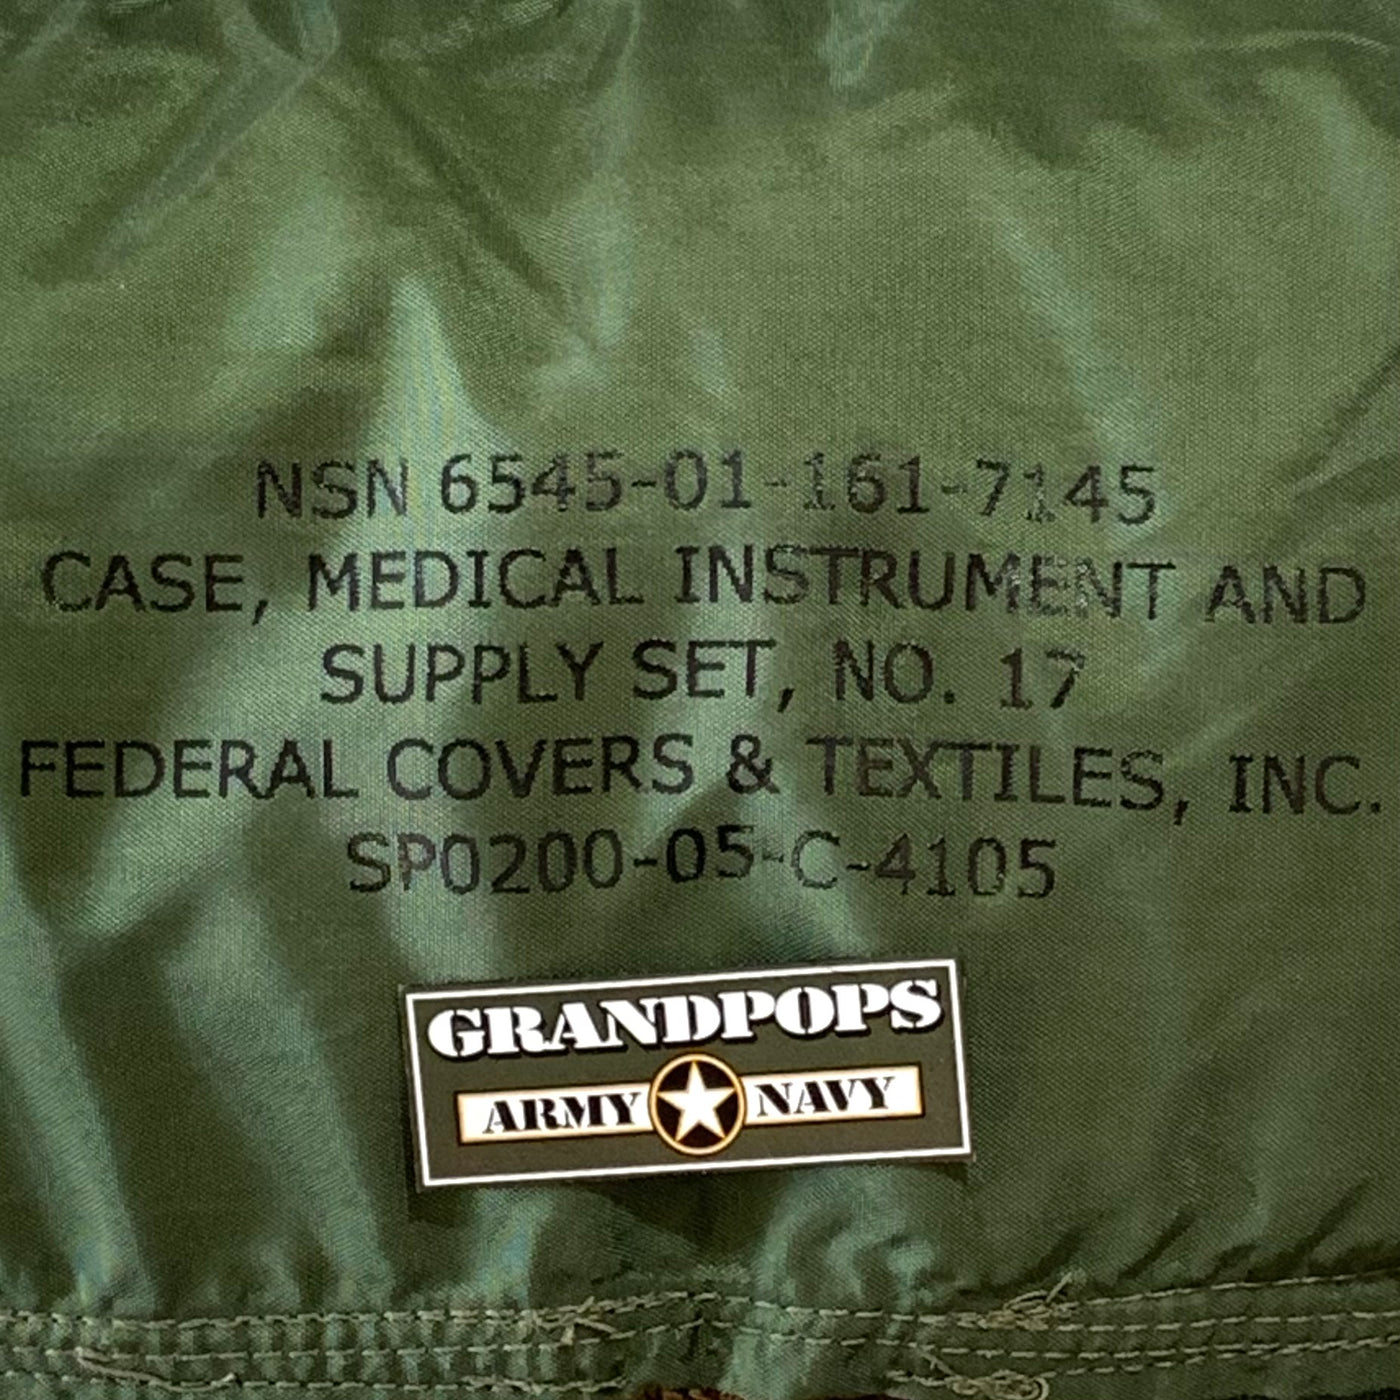 NSN 6545-01-161-7145
CASE, MEDICAL INSTRUMENT AND
SUPPLY SET, NO. 17
FEDERAL COVERS & TEXTILES, INC.
SP0200-05-C-4105
GRANDPOPS
ARMY NAVY